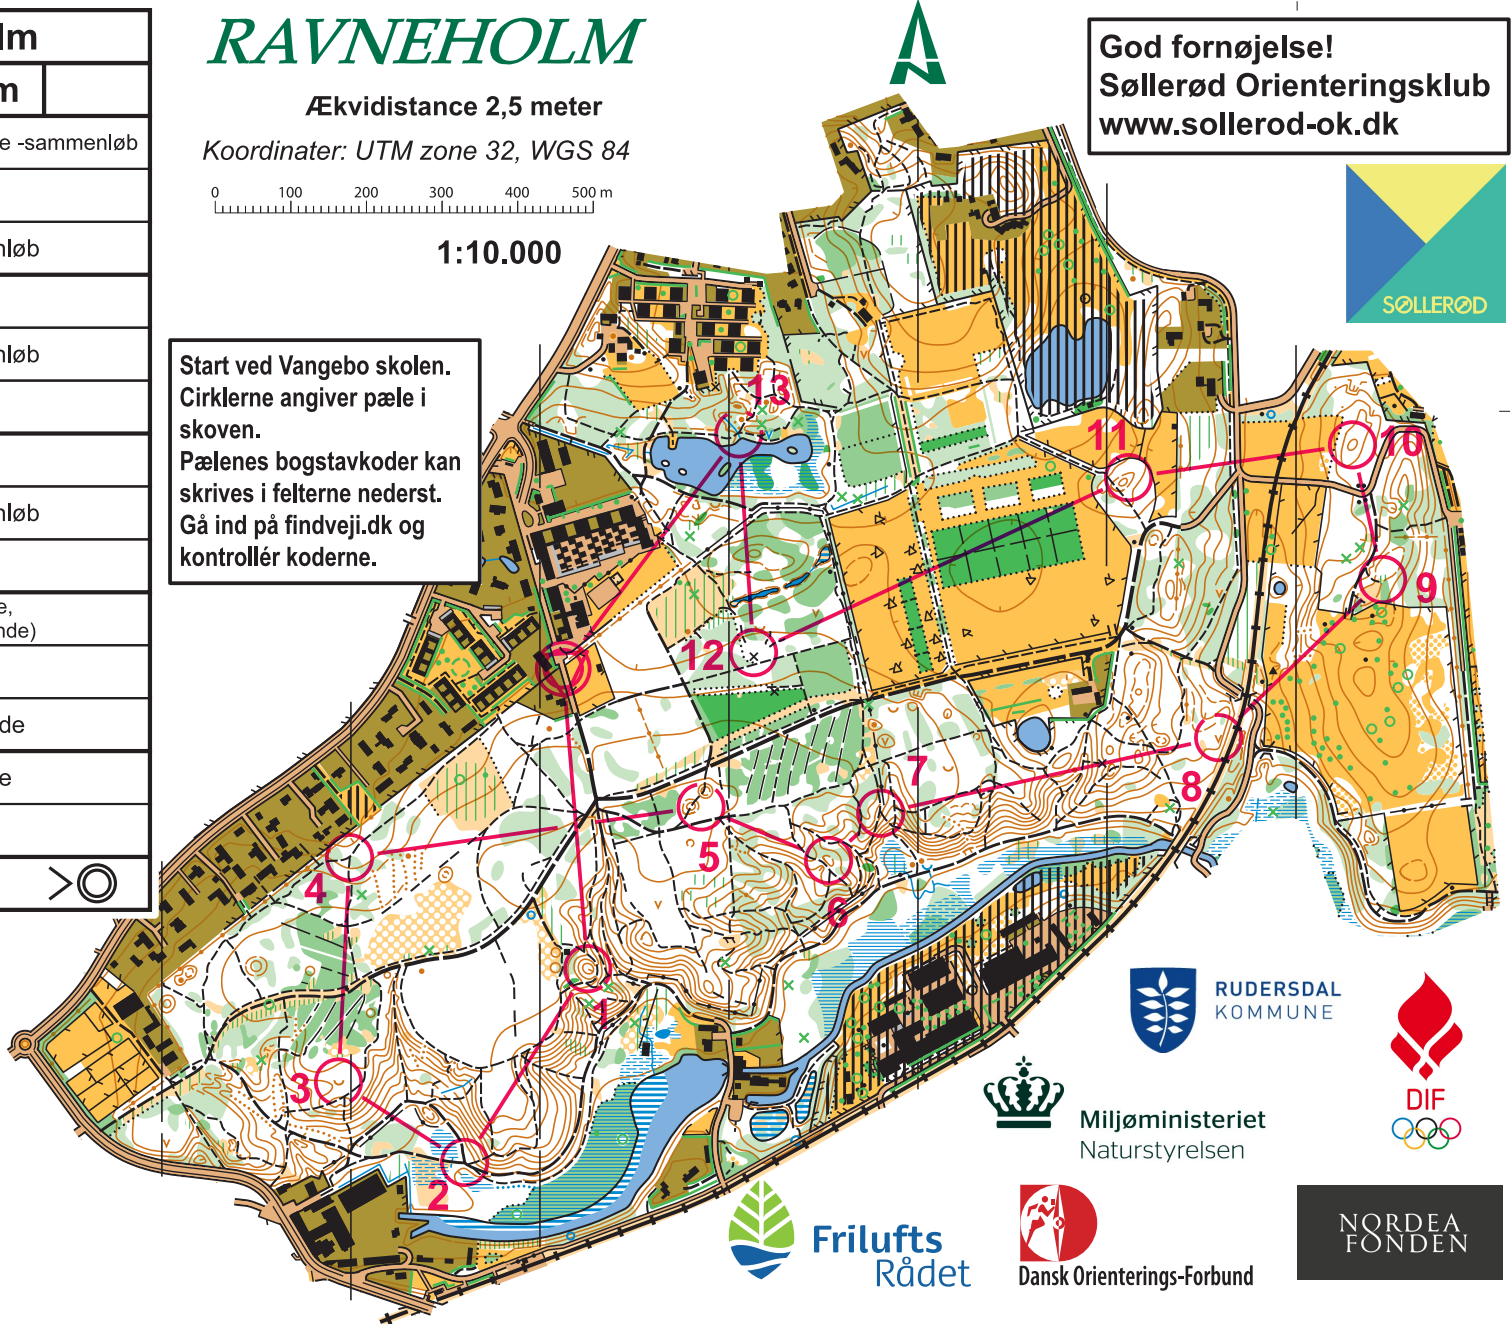 lm
m
e -sammenløb
nløb
nløb
nløb
e,
nde)
de
e
RAVNEHOLM
Ækvidistance 2,5 meter
Koordinater: UTM zone 32, WGS 84
0 100 200 300 400 500 m
1:10.000
God fornøjelse!
Søllerød Orienteringsklub
www.sollerod-ok.dk
SØLLERØD
Start ved Vangebo skolen.
Cirklerne angiver pæle i
skoven.
Pælenes bogstavkoder kan
skrives i felterne nederst.
Gå ind på findveji.dk og
kontrollér koderne.
13
11
10
9
12
7
8
5
4
6
1
3
2
RUDERSDAL
KOMMUNE
Miljøministeriet
Naturstyrelsen
DIF
Frilufts
Rådet
Dansk Orienterings-Forbund
NORDEA
FONDEN